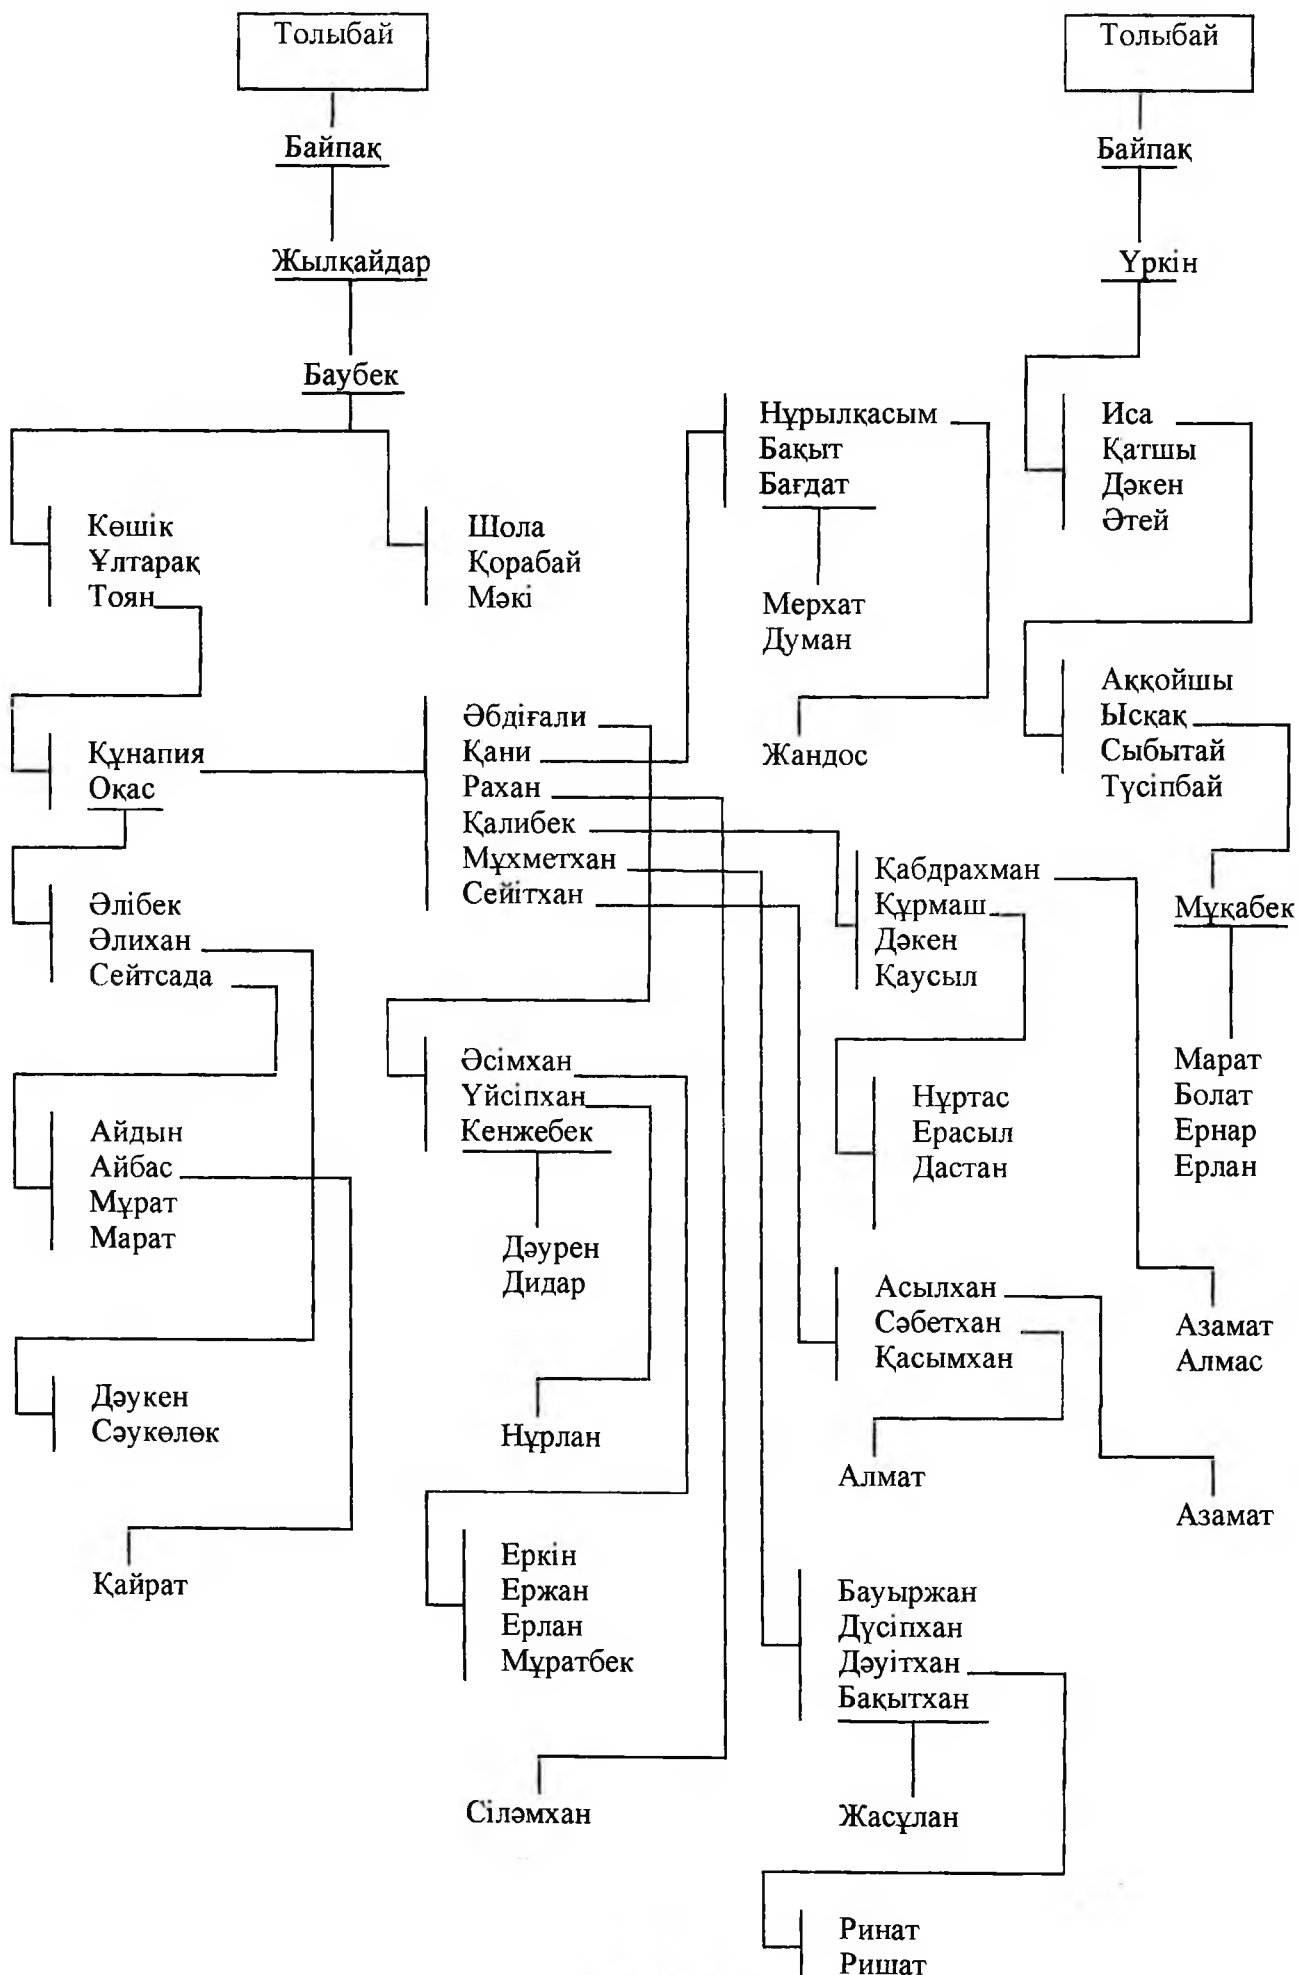 Толыбай
Байпақ
Жылқайдар
Баубек
Көшік
Ұлтарақ
Тоян
Шола
Қорабай
Мәкі
Құнапия
Оқас
Әлібек
Әлихан
Сейтсада
Айдын
Айбас
Мұрат
Марат
Дәукен
Сәукөлөк
Қайрат
Әбдіғали
Қани
Рахан
Қалибек
Мұхметхан
Сейітхан
Әсімхан
Үйсіпхан
Кенжебек
Дәурен
Дидар
Нұрлан
Еркін
Ержан
Ерлан
Мұратбек
Сіләмхан
Нұрылқасым
Бақыт
Бағдат
Мерхат
Думан
Жандос
Қабдрахман
Құрмаш
Дәкен
Қаусыл
Нұртас
Ерасыл
Дастан
Асылхан
Сәбетхан
Қасымхан
Алмат
Бауыржан
Дүсіпхан
Дәуітхан
Бақытхан
Жасұлан
Ринат
Ришат
Толыбай
Байпақ
Үркін
Иса
Қатшы
Дәкен
Әтей
Аққойшы
Ысқақ
Сыбытай
Түсіпбай
Мұқабек
Марат
Болат
Ернар
Ерлан
Азамат
Алмас
Азамат